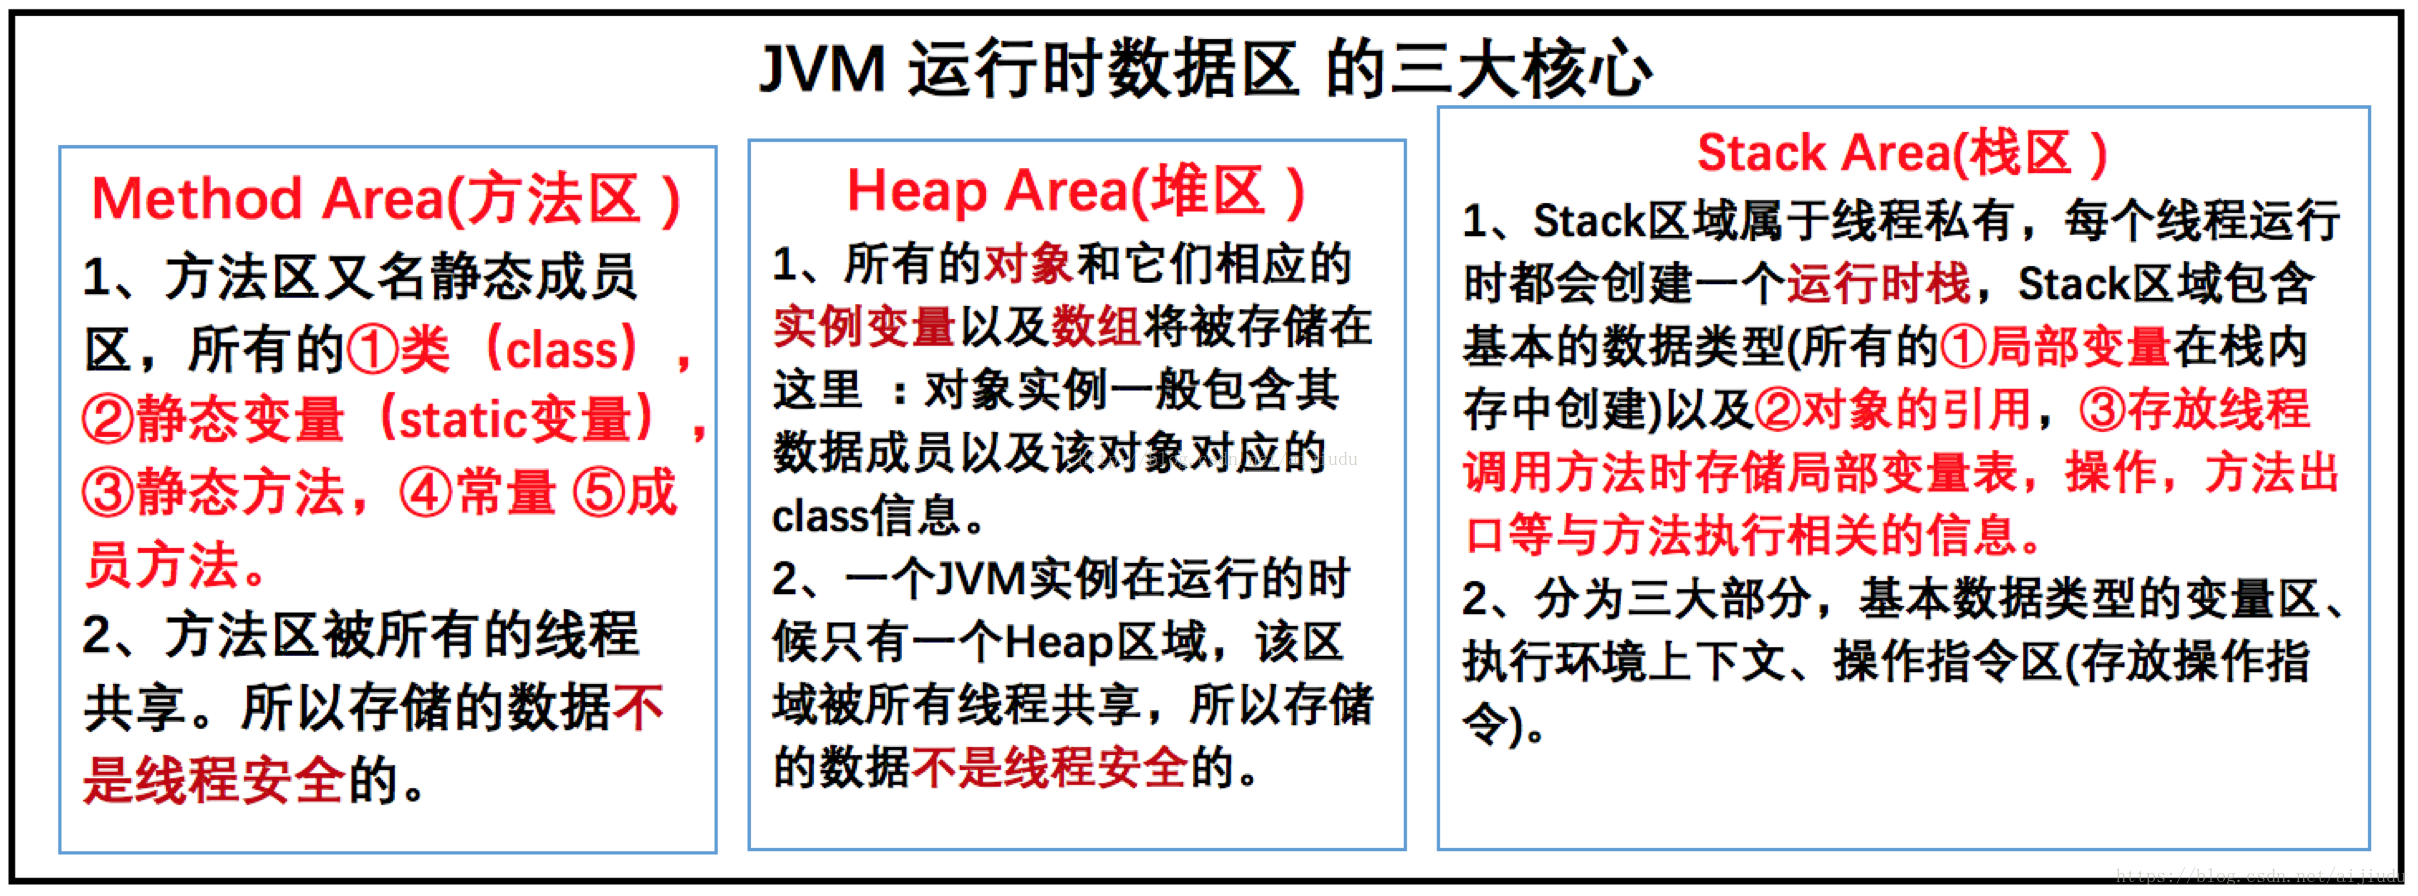 JVM 运行时数据区 的三大核心
Method Area(方法区 )
1、方法区又名静态成员
区，所有的①类（class），
②静态变量（static变量），
③静态方法，④常量 ⑤成
员方法。
2、方法区被所有的线程
共享。所以存储的数据不
是线程安全的。
Heap Area(堆区 )
1、所有的对象和它们相应的
实例变量以及数组将被存储在
这里 ：对象实例一般包含其
数据成员以及该对象对应的
class信息。
2、一个JVM实例在运行的时
候只有一个Heap区域，该区
域被所有线程共享，所以存储
的数据不是线程安全的。
Stack Area(栈区 )
1、Stack区域属于线程私有，每个线程运行
时都会创建一个运行时栈，Stack区域包含
基本的数据类型(所有的①局部变量在栈内
存中创建)以及②对象的引用，③存放线程
调用方法时存储局部变量表，操作，方法出
口等与方法执行相关的信息。
2、分为三大部分，基本数据类型的变量区、
执行环境上下文、操作指令区(存放操作指
令)。
https://blog.csdn.net/aijiudu